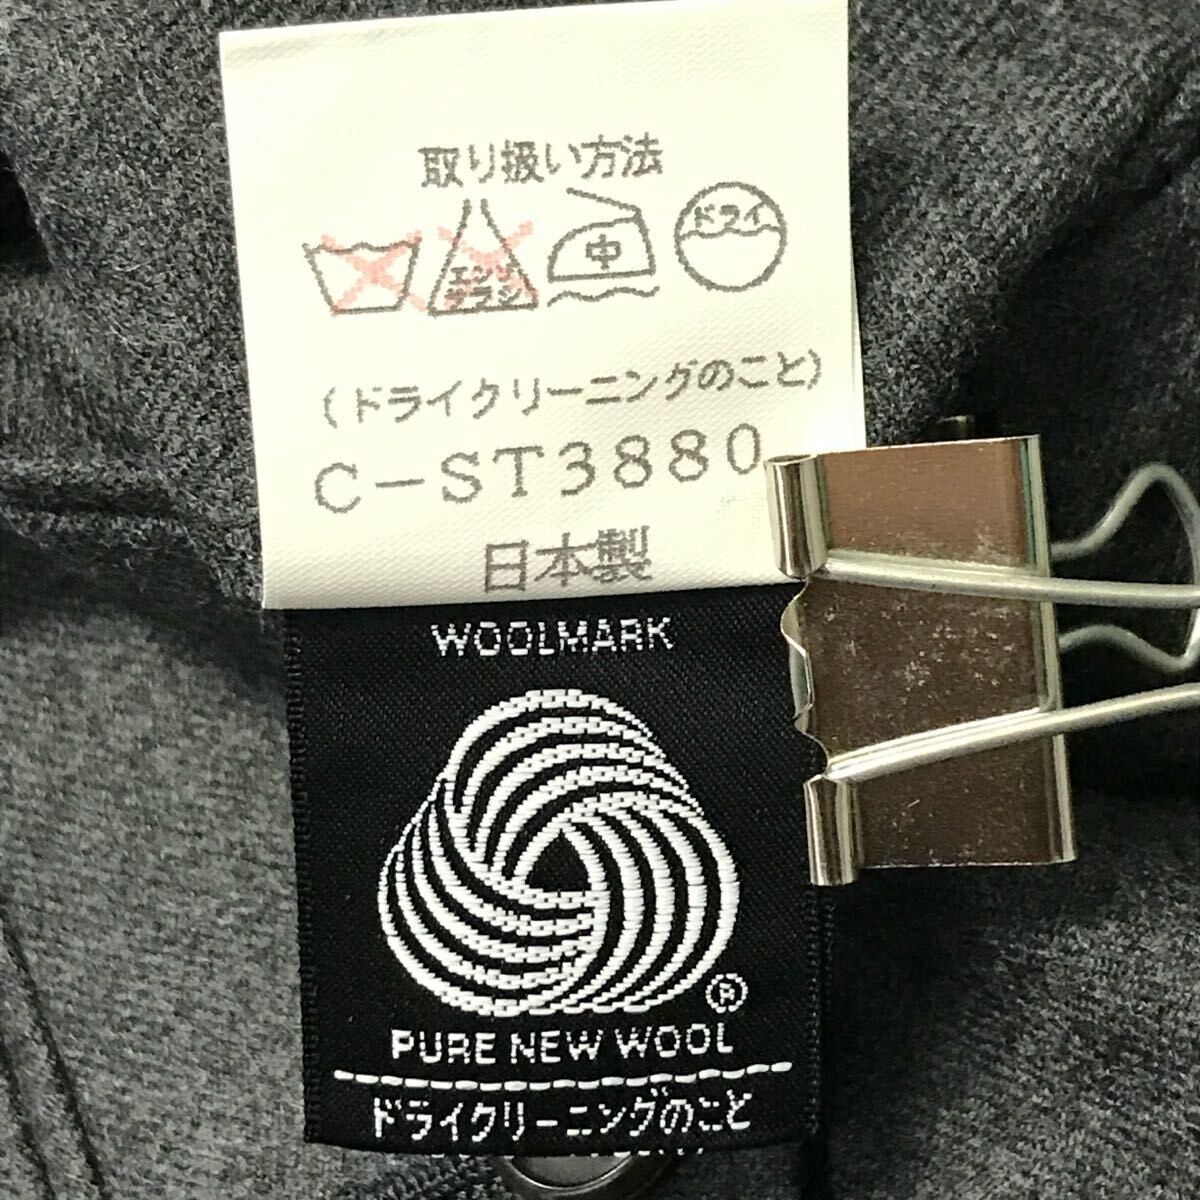 取り扱い方法
エンソ 中 ドライ
サラシ
(ドライクリーニングのこと)
C-ST3880
日本製
WOOLMARK
®
PURE NEW WOOL
ドライクリーニングのこと